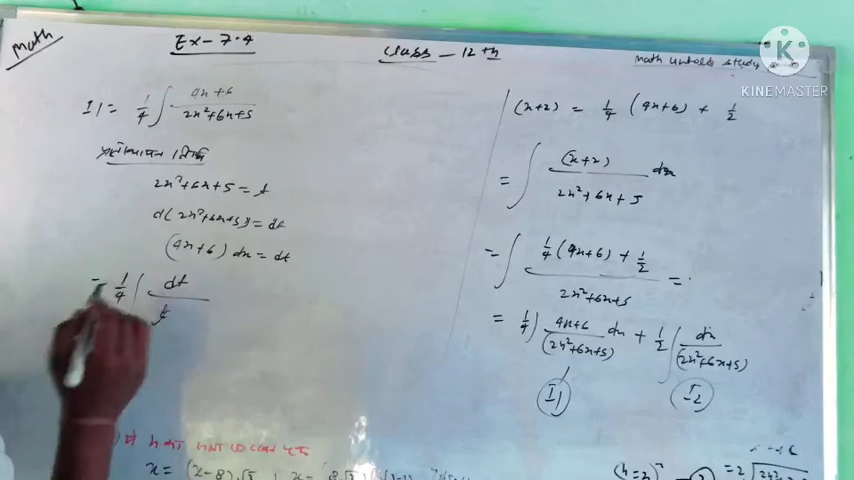 Math
Ex-7.4
Class-12th
math unlock study
KINEMASTER
I1 = 1/4 ∫ 4x+6 / 2x²+6x+5
प्रतिस्थापन विधि
2x²+6x+5 = t
d(2x²+6x+5) = dt
(4x+6) dx = dt
= 1/4 ∫ dt / t
(x+2) = 1/4 (4x+6) + 1/2
= ∫ (x+2) / 2x²+6x+5 dx
= ∫ 1/4 (4x+6) + 1/2 / 2x²+6x+5 =
= 1/4 ∫ 4x+6 / (2x²+6x+5) dx + 1/2 ∫ dx / (2x²+6x+5)
I1 I2